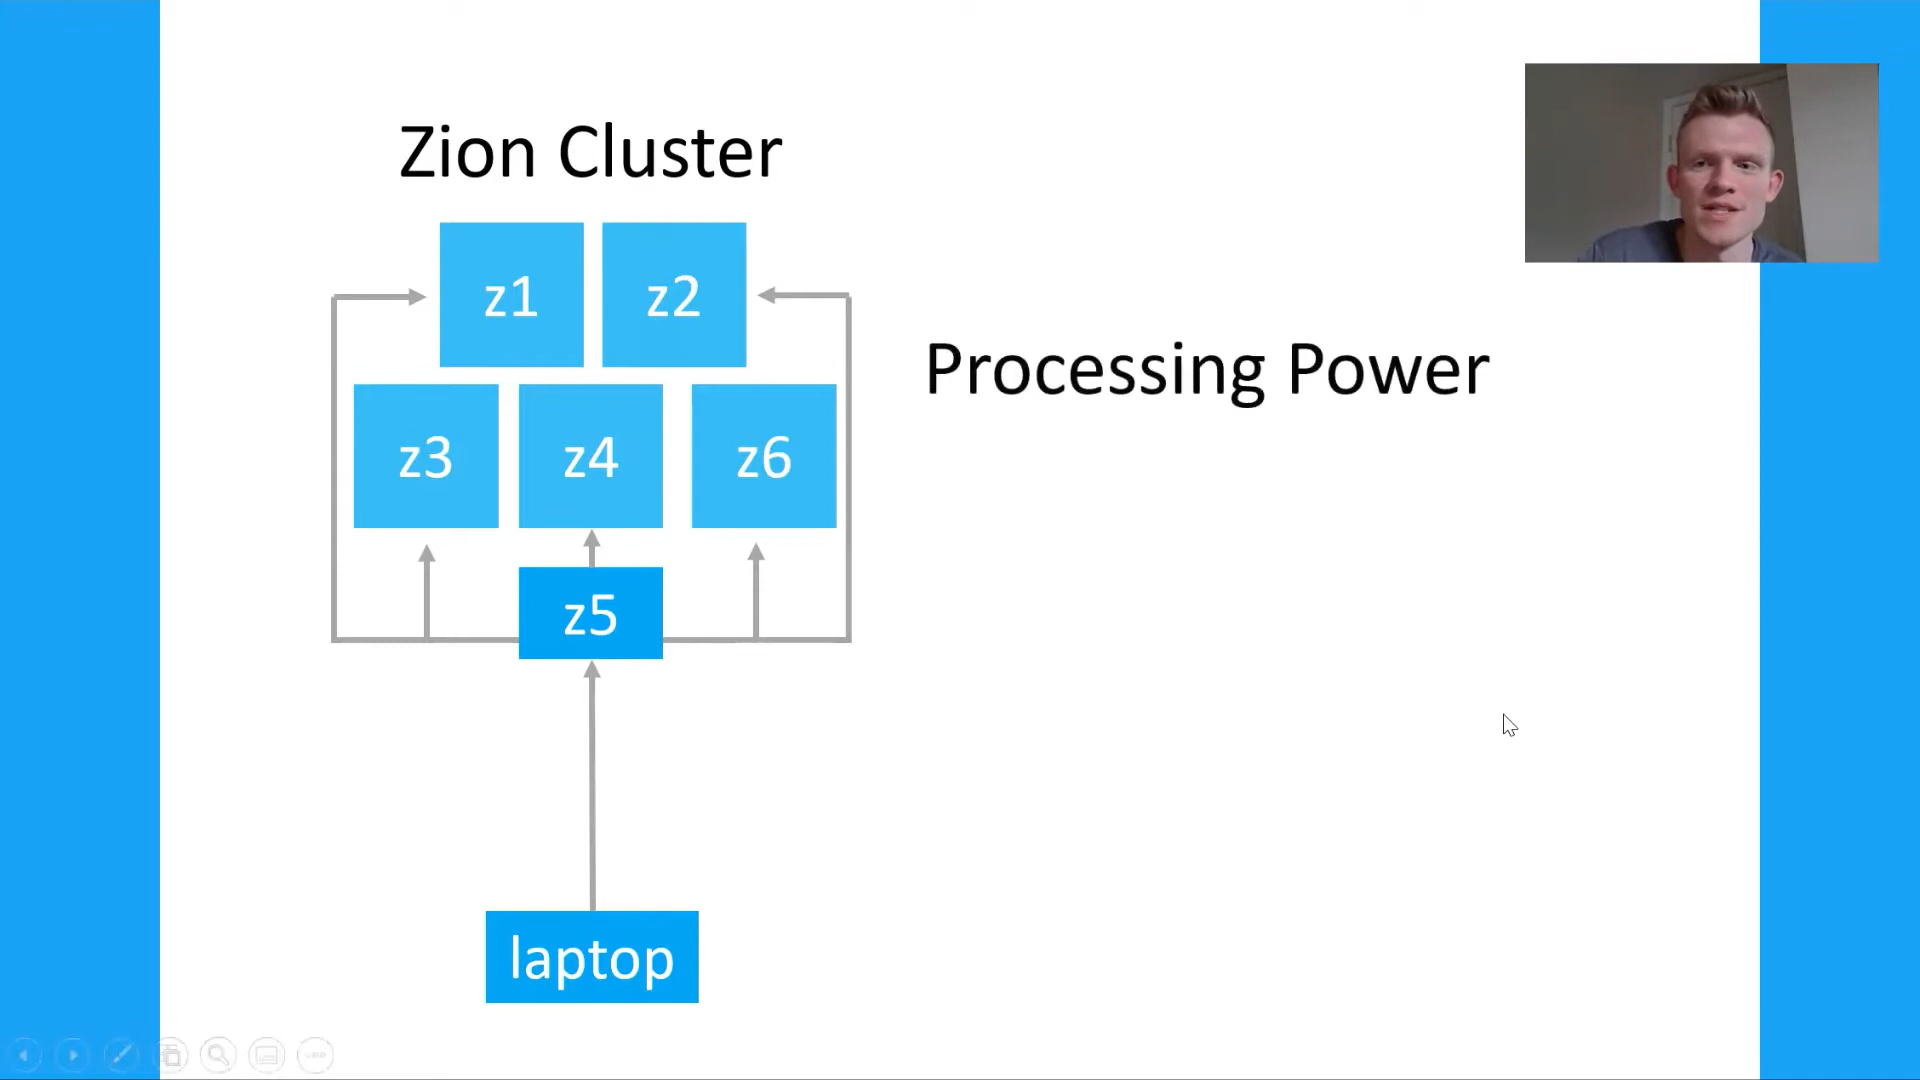 Zion Cluster
z1 z2
Processing Power
z3 z4 z6
z5
laptop